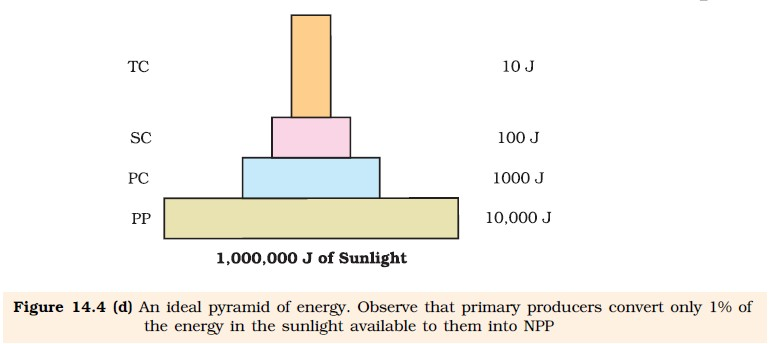 TC 10 J
SC 100 J
PC 1000 J
PP 10,000 J
1,000,000 J of Sunlight
Figure 14.4 (d) An ideal pyramid of energy. Observe that primary producers convert only 1% of
the energy in the sunlight available to them into NPP